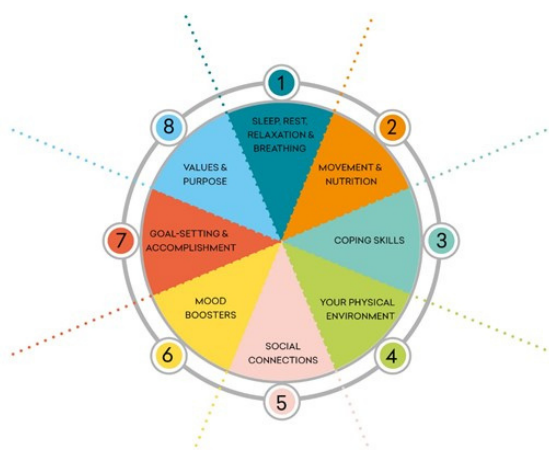 1
SLEEP, REST,
RELAXATION &
BREATHING
2
MOVEMENT &
NUTRITION
3
COPING SKILLS
4
YOUR PHYSICAL
ENVIRONMENT
5
SOCIAL
CONNECTIONS
6
MOOD
BOOSTERS
7
GOAL-SETTING &
ACCOMPLISHMENT
8
VALUES &
PURPOSE